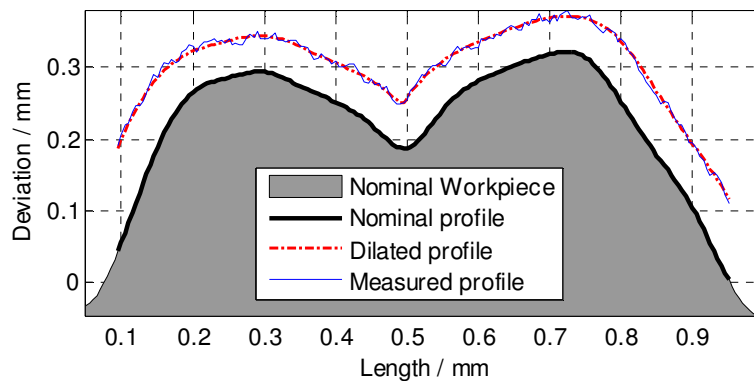 Deviation / mm
0.3
0.2
0.1
0
Nominal Workpiece
Nominal profile
Dilated profile
Measured profile
0.1 0.2 0.3 0.4 0.5 0.6 0.7 0.8 0.9
Length / mm